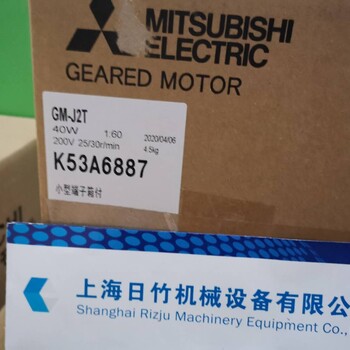 MITSUBISHI
ELECTRIC
GEARED MOTOR
GM-J2T
40W 1:60 2020/04/06
200V 25/30r/min 4.5kg
K53A6887
小型端子箱付
上海日竹机械设备有限公
Shanghai Rizju Machinery Equipment Co.,